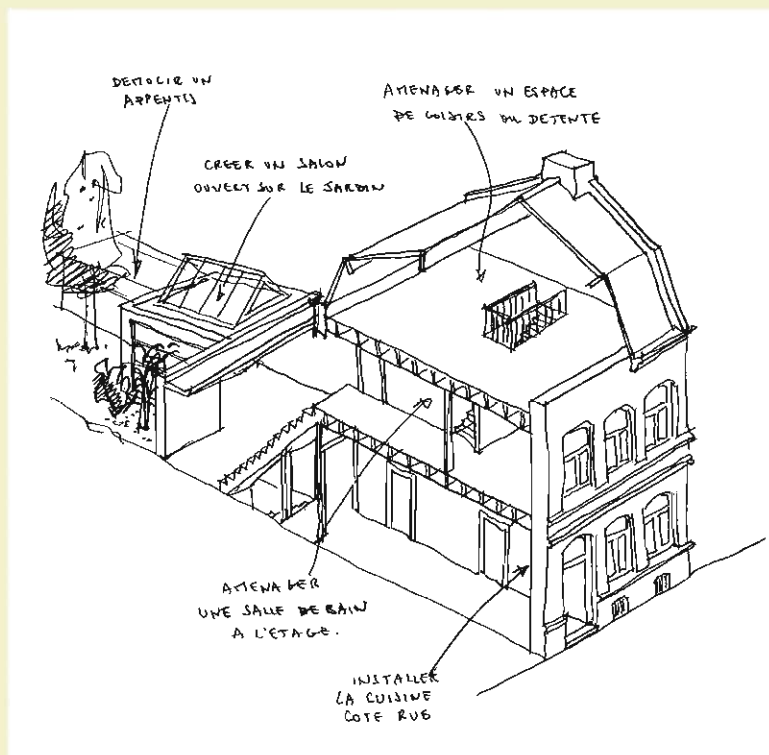 DEMOLIR UN
APPENTIS
CREER UN SALON
OUVERT SUR LE JARDIN
AMENAGER UN ESPACE
DE LOISIRS OU DETENTE
AMENAGER
UNE SALLE DE BAIN
A L'ETAGE.
INSTALLER
LA CUISINE
COTE RUE